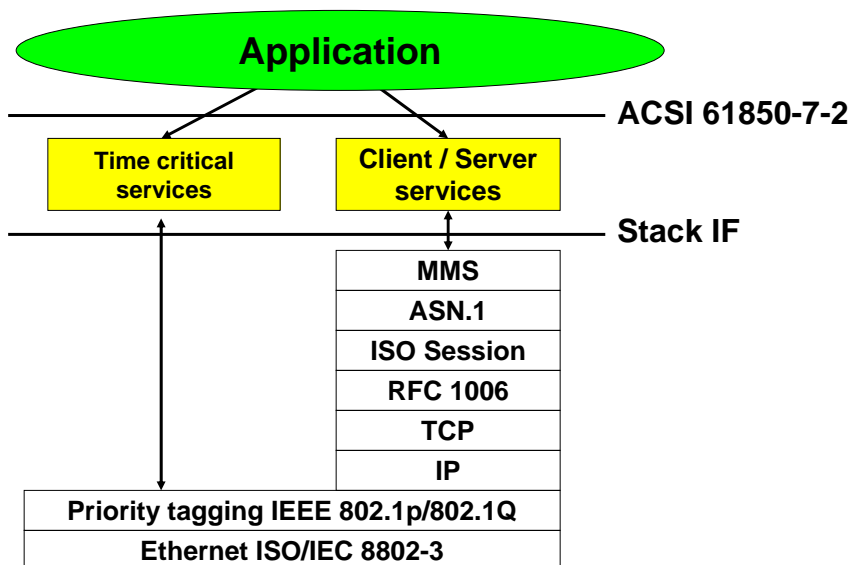 Application
ACSI 61850-7-2
Time critical
services
Client / Server
services
Stack IF
MMS
ASN.1
ISO Session
RFC 1006
TCP
IP
Priority tagging IEEE 802.1p/802.1Q
Ethernet ISO/IEC 8802-3